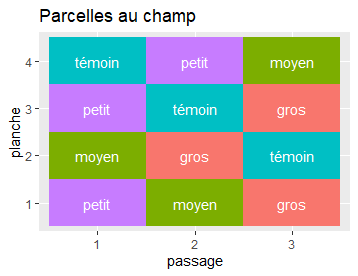 Parcelles au champ
planche
4 témoin petit moyen
3 petit témoin gros
2 moyen gros témoin
1 petit moyen gros
1 2 3
passage